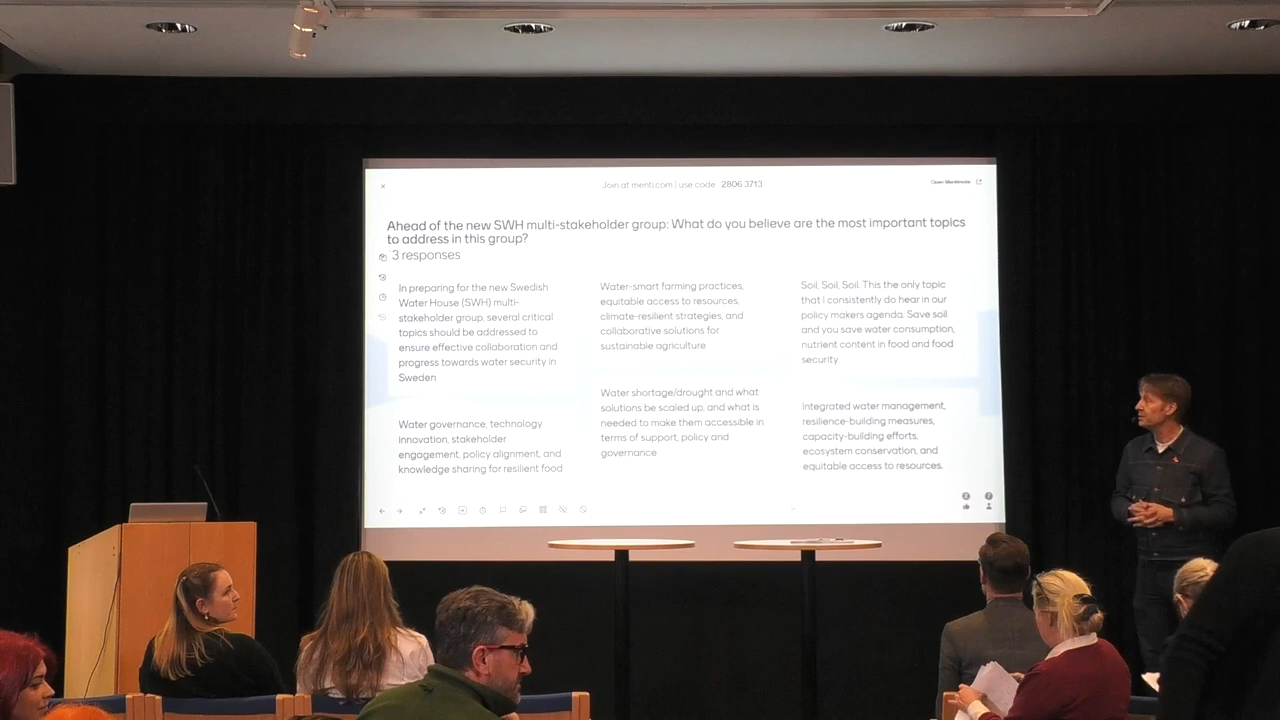 Join at menti.com | use code 2806 3713
Open Mentimeter
Ahead of the new SWH multi-stakeholder group: What do you believe are the most important topics
to address in this group?
3 responses
In preparing for the new Swedish
Water House (SWH) multi-
stakeholder group, several critical
topics should be addressed to
ensure effective collaboration and
progress towards water security in
Sweden
Water governance, technology
innovation, stakeholder
engagement, policy alignment, and
knowledge sharing for resilient food
Water-smart farming practices,
equitable access to resources,
climate-resilient strategies, and
collaborative solutions for
sustainable agriculture
Water shortage/drought and what
solutions be scaled up, and what is
needed to make them accessible in
terms of support, policy and
governance
Soil, Soil, Soil. This the only topic
that i consistently do hear in our
policy makers agenda. Save soil
and you save water consumption,
nutrient content in food and food
security
Integrated water management,
resilience-building measures,
capacity-building efforts,
ecosystem conservation, and
equitable access to resources.